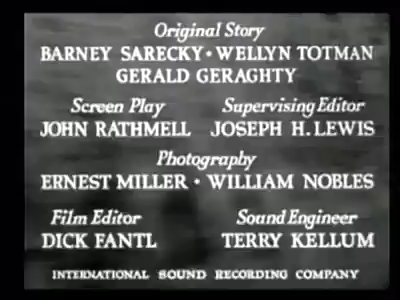 Original Story
BARNEY SARECKY • WELLYN TOTMAN
GERALD GERAGHTY
Screen Play Supervising Editor
JOHN RATHMELL JOSEPH H. LEWIS
Photography
ERNEST MILLER • WILLIAM NOBLES
Film Editor Sound Engineer
DICK FANTL TERRY KELLUM
INTERNATIONAL SOUND RECORDING COMPANY